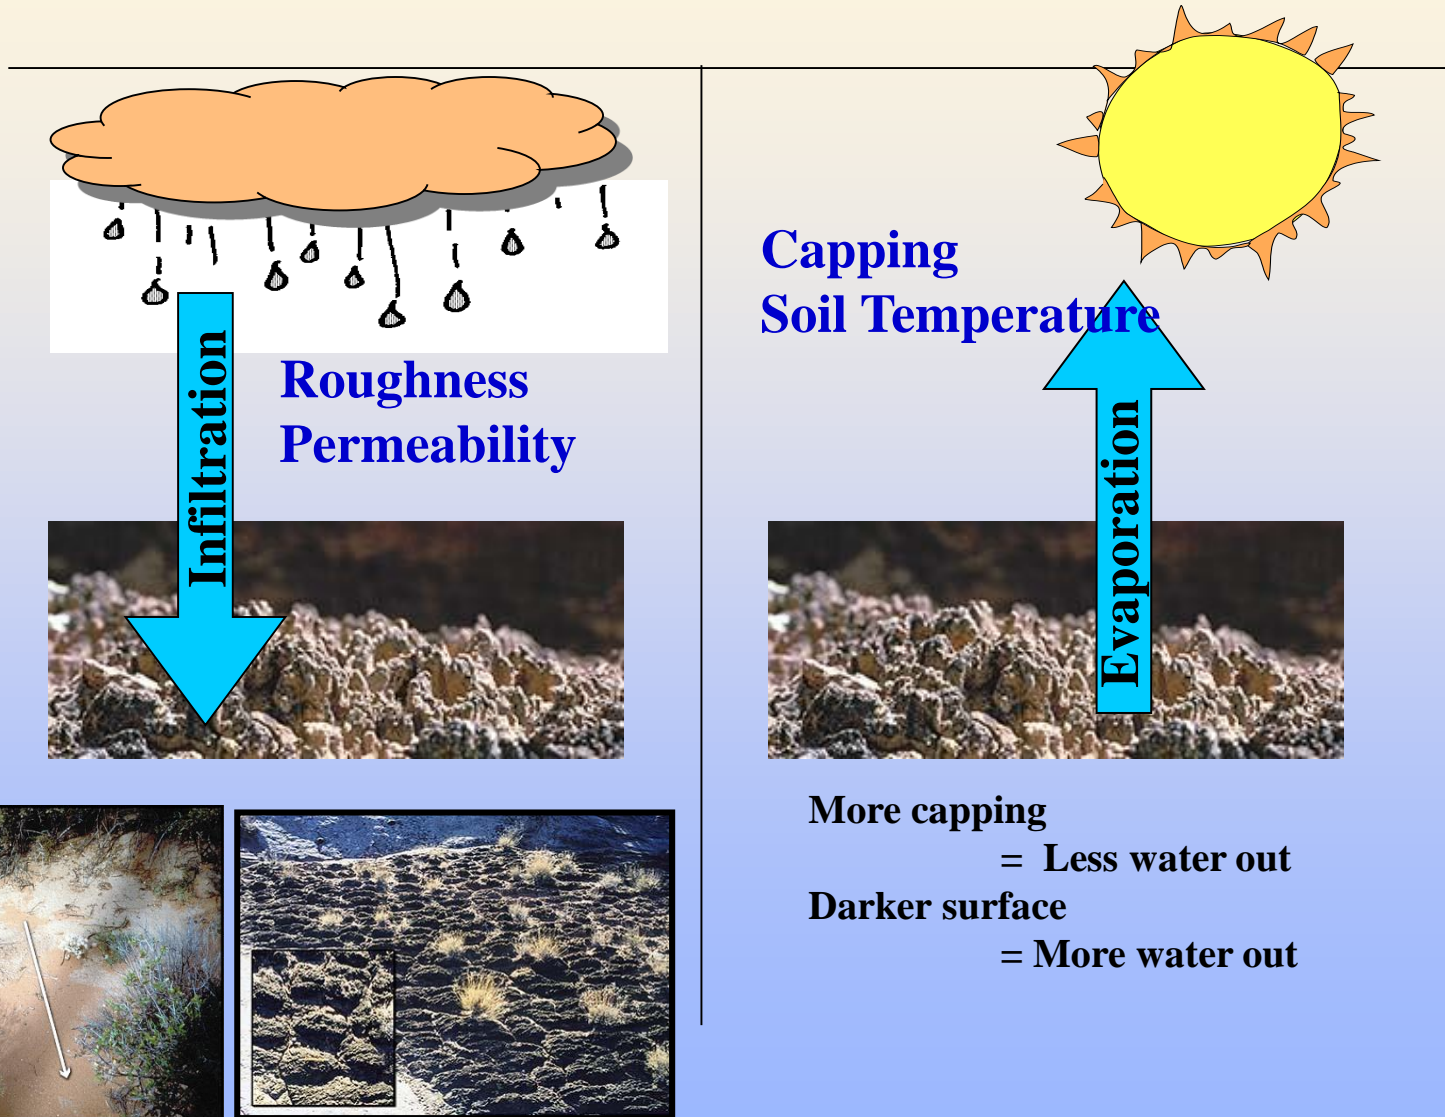 Infiltration
Roughness
Permeability
Capping
Soil Temperature
Evaporation
More capping
= Less water out
Darker surface
= More water out